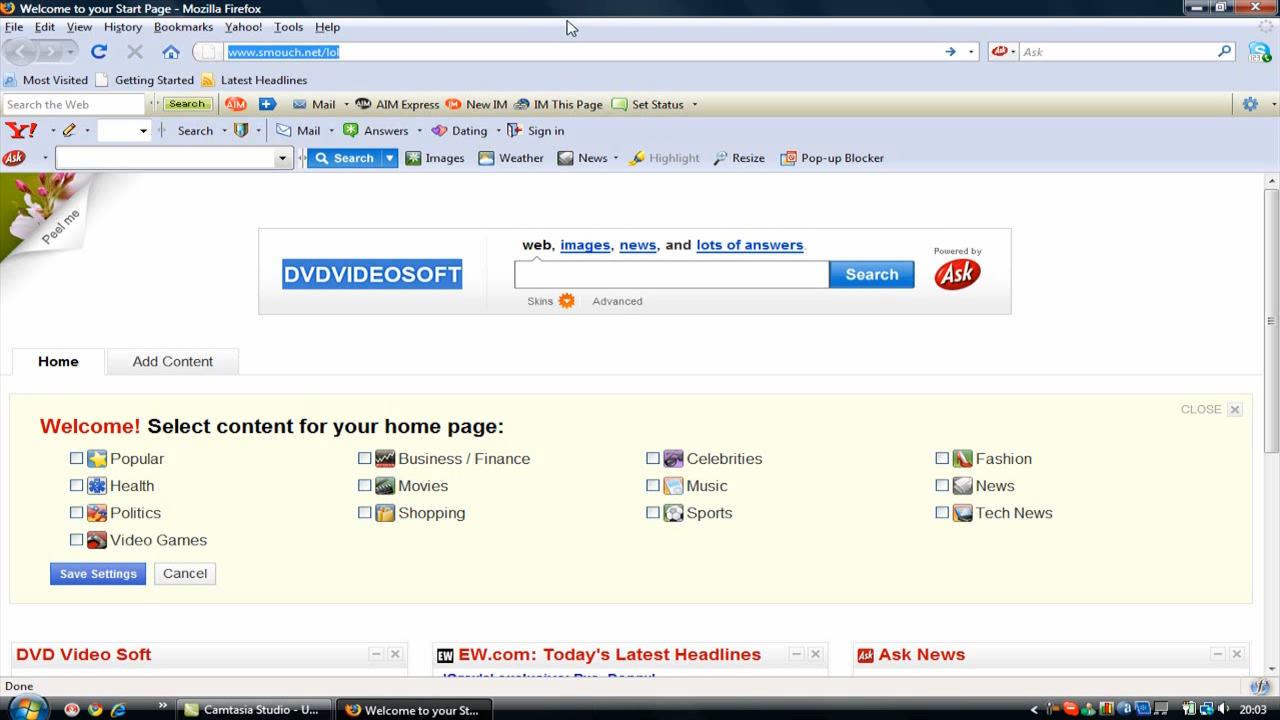 Welcome to your Start Page - Mozilla Firefox
File Edit View History Bookmarks Yahoo! Tools Help
www.smouch.net/lol
Ask Ask
Most Visited Getting Started Latest Headlines
Search the Web Search AIM Mail AIM Express New IM IM This Page Set Status
Y! Search Mail Answers Dating Sign in
Ask Search Images Weather News Highlight Resize Pop-up Blocker
Peel me
web, images, news, and lots of answers.
Powered by
DVDVIDEOSOFT Search Ask
Skins Advanced
Home Add Content
CLOSE
Welcome! Select content for your home page:
Popular Business / Finance Celebrities Fashion
Health Movies Music News
Politics Shopping Sports Tech News
Video Games
Save Settings Cancel
DVD Video Soft EW EW.com: Today's Latest Headlines Ask Ask News
Done
Camtasia Studio - U... Welcome to your St... 20:03